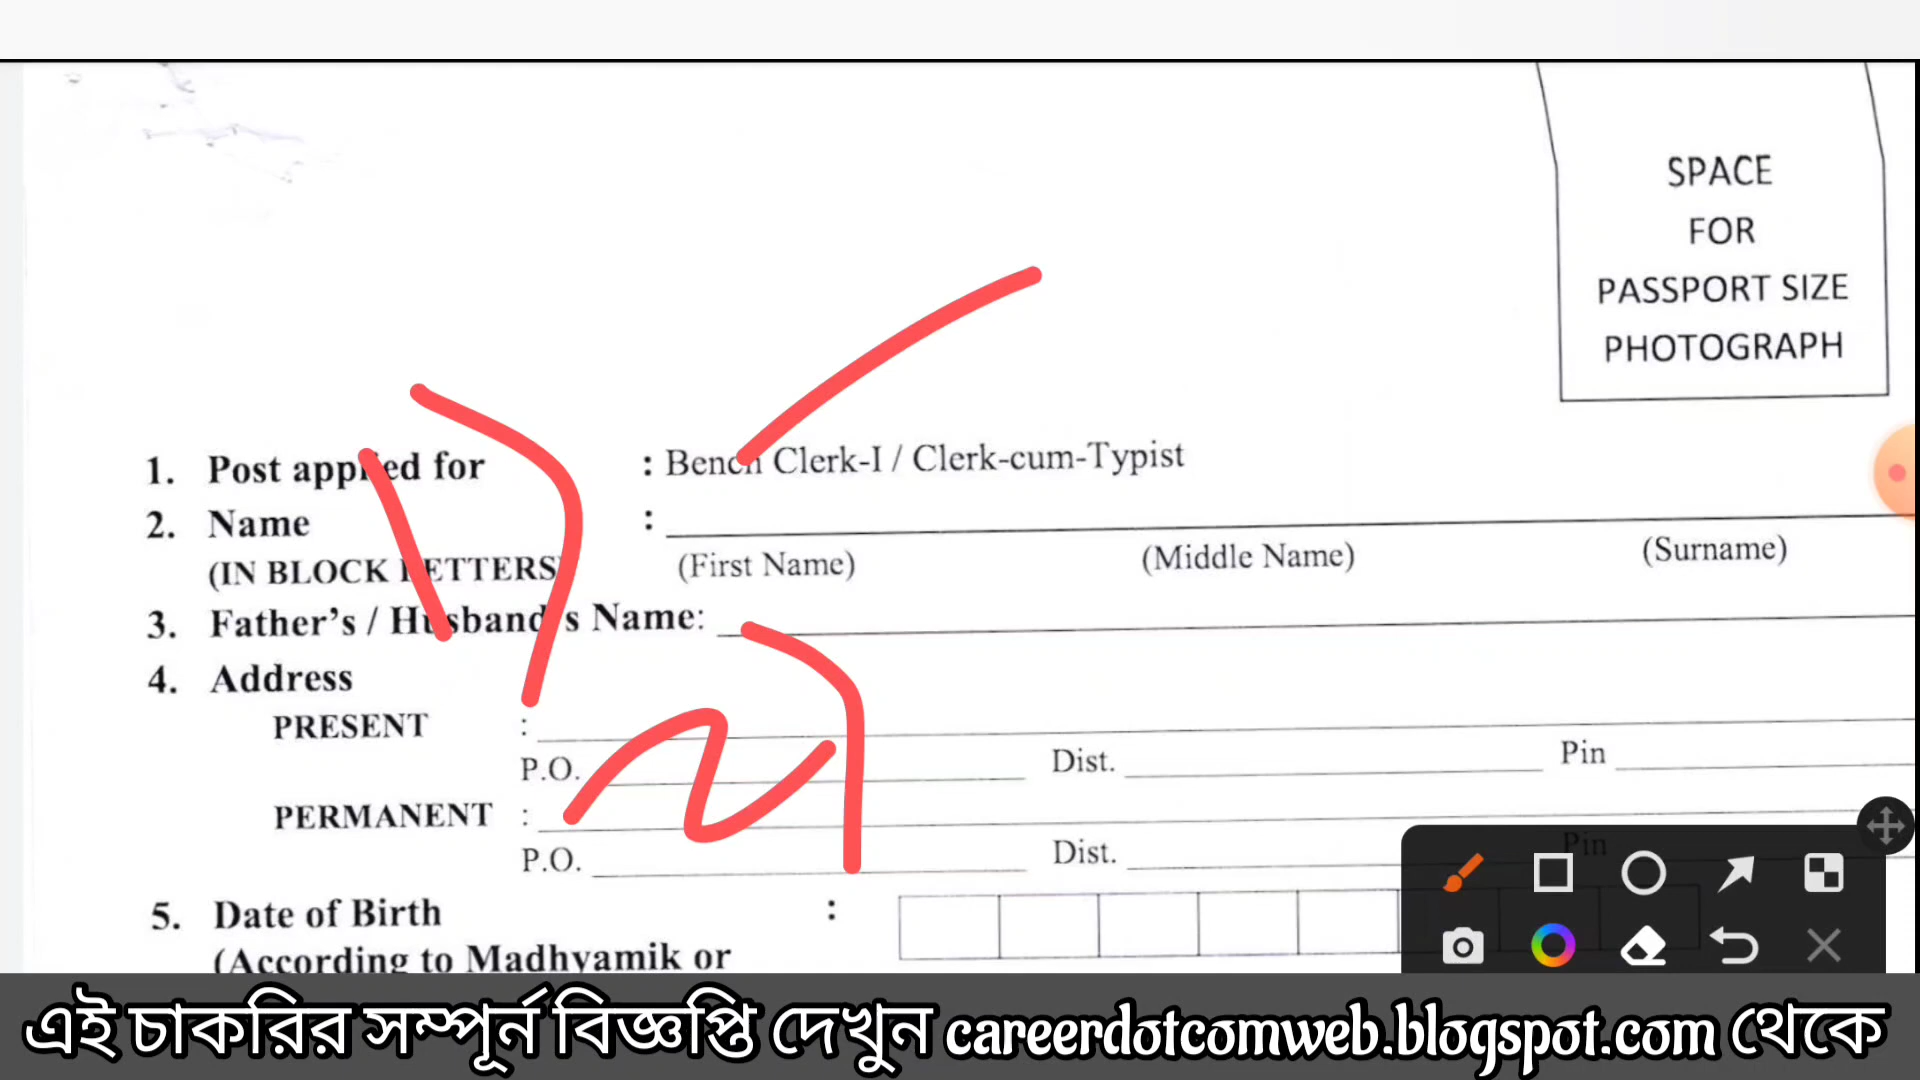 SPACE
FOR
PASSPORT SIZE
PHOTOGRAPH
1. Post applied for : Bench Clerk-I / Clerk-cum-Typist
2. Name :
(IN BLOCK LETTERS) (First Name) (Middle Name) (Surname)
3. Father's / Husband's Name:
4. Address
PRESENT :
P.O. Dist. Pin
PERMANENT :
P.O. Dist. Pin
5. Date of Birth :
(According to Madhyamik or
এই চাকরির সম্পূর্ন বিজ্ঞপ্তি দেখুন careerdotcomweb.blogspot.com থেকে